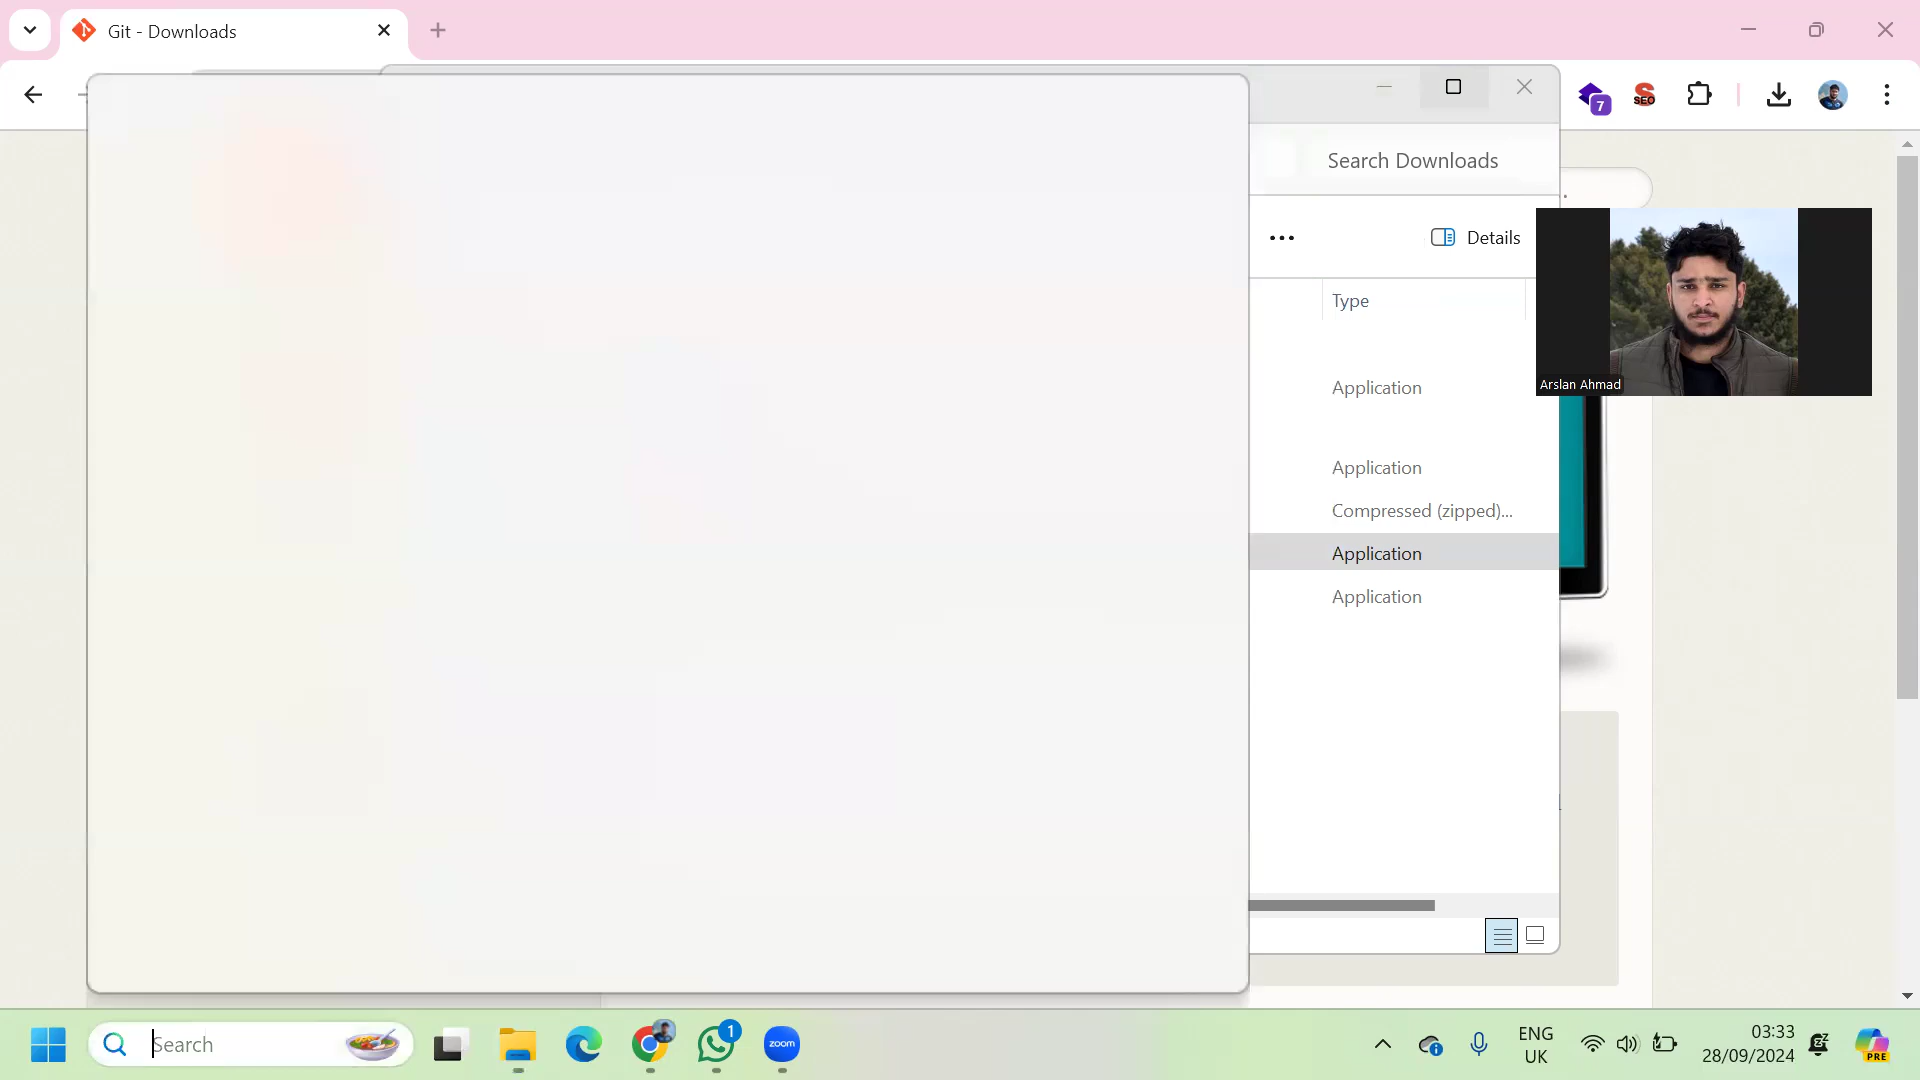 Git - Downloads
Search Downloads
7
SEO
Details
Type
Application
Application
Compressed (zipped)...
Application
Application
Arslan Ahmad
Search
1
zoom
ENG
UK
03:33
28/09/2024
PRE